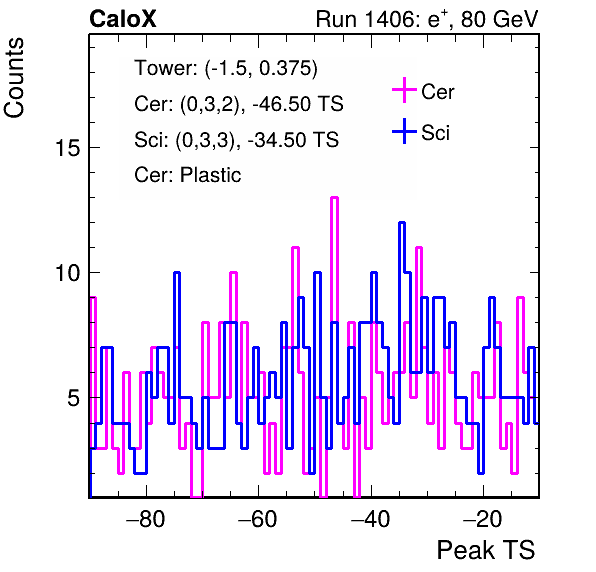 CaloX Run 1406: e⁺, 80 GeV
Counts
Tower: (-1.5, 0.375)
Cer: (0,3,2), -46.50 TS
Sci: (0,3,3), -34.50 TS
Cer: Plastic
Cer
Sci
15
10
5
−80 −60 −40 −20
Peak TS